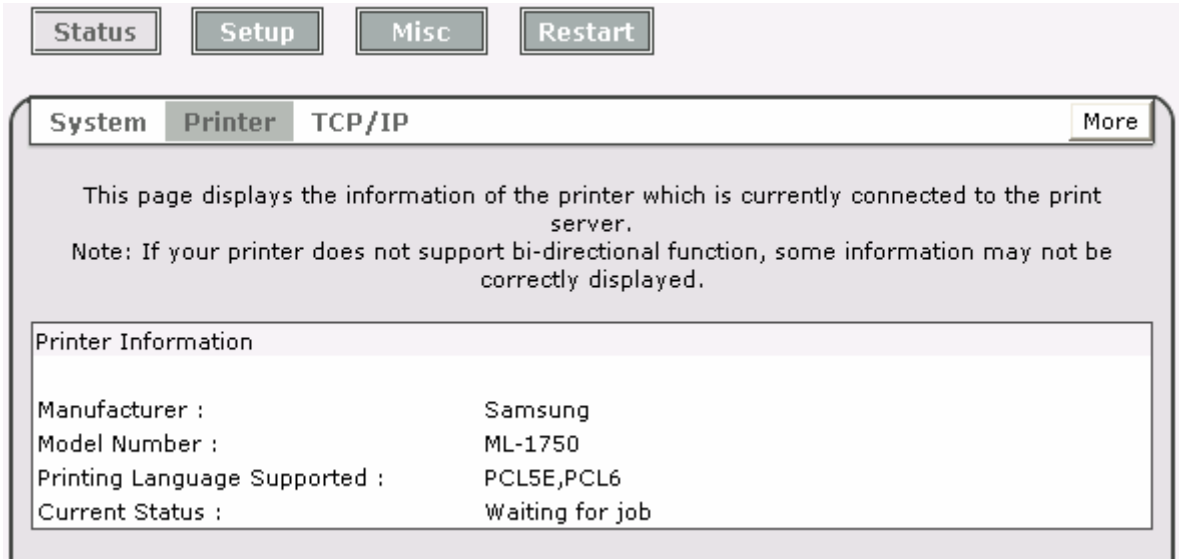 Status Setup Misc Restart
System Printer TCP/IP More
This page displays the information of the printer which is currently connected to the print
server.
Note: If your printer does not support bi-directional function, some information may not be
correctly displayed.
Printer Information
Manufacturer : Samsung
Model Number : ML-1750
Printing Language Supported : PCL5E,PCL6
Current Status : Waiting for job